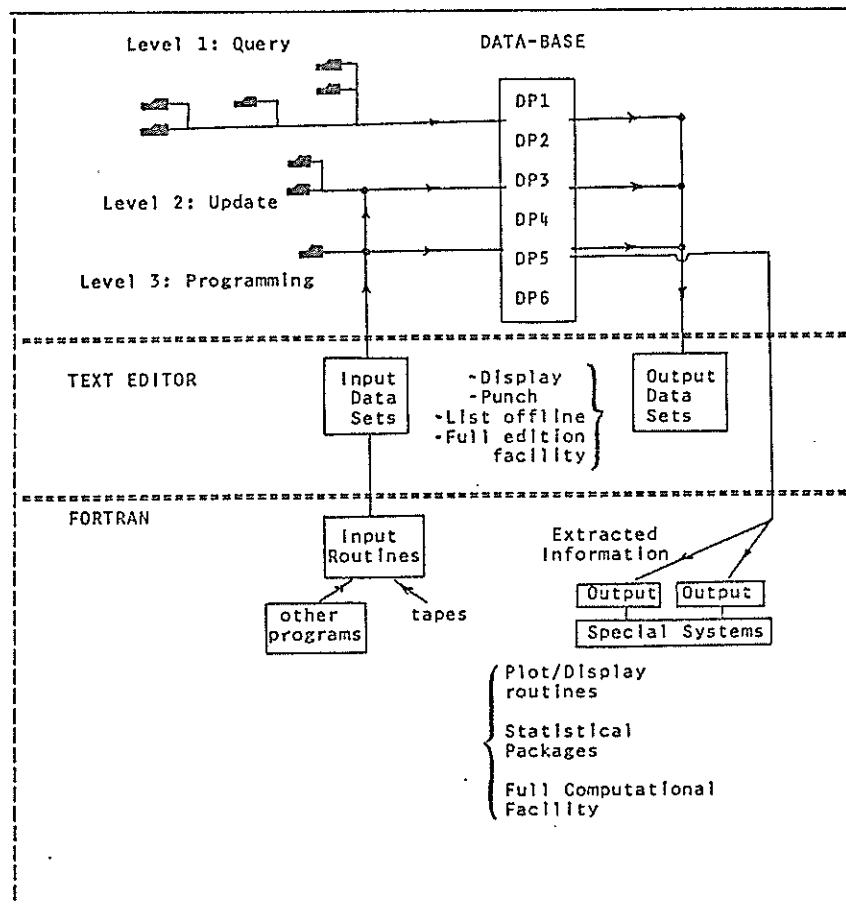 Level 1: Query
DATA-BASE
DP1
DP2
DP3
DP4
DP5
DP6
Level 2: Update
Level 3: Programming
TEXT EDITOR
Input
Data
Sets
-Display
-Punch
-List offline
-Full edition
facility
Output
Data
Sets
FORTRAN
Input
Routines
other
programs
tapes
Extracted
Information
Output
Output
Special Systems
Plot/Display
routines
Statistical
Packages
Full Computational
Facility